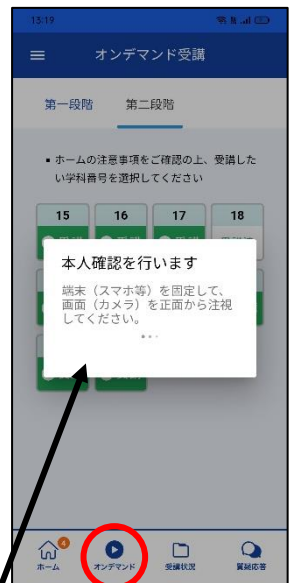 13:19
オンデマンド受講
第一段階 第二段階
▪ ホームの注意事項をご確認の上、受講した
い学科番号を選択してください
15 16 17 18
本人確認を行います
端末（スマホ等）を固定して、
画面（カメラ）を正面から注視
してください。
4
ホーム オンデマンド 受講状況 質疑応答